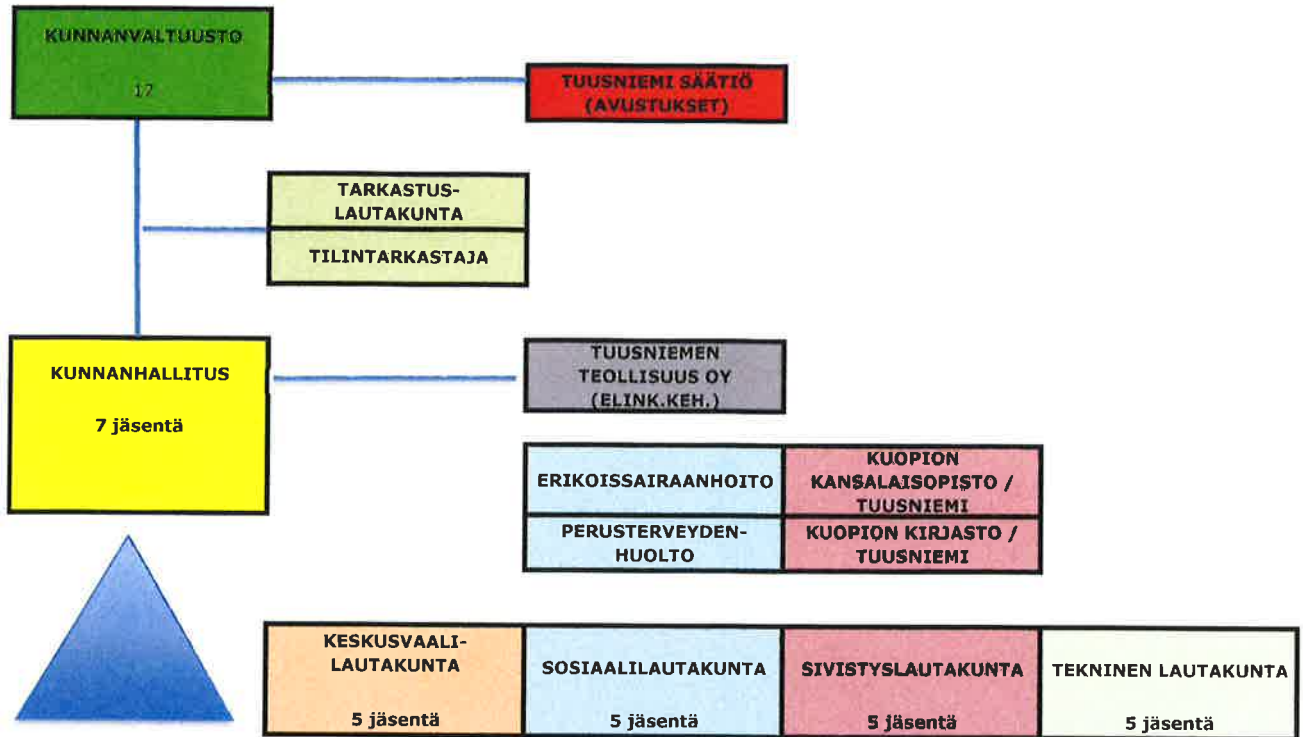 KUNNANVALTUUSTO
17
TUUSNIEMI SÄÄTIÖ
(AVUSTUKSET)
TARKASTUS-
LAUTAKUNTA
TILINTARKASTAJA
KUNNANHALLITUS
7 jäsentä
TUUSNIEMEN
TEOLLISUUS OY
(ELINK.KEH.)
ERIKOISSAIRAANHOITO
KUOPION
KANSALAISOPISTO /
TUUSNIEMI
PERUSTERVEYDEN-
HUOLTO
KUOPION KIRJASTO /
TUUSNIEMI
KESKUSVAALI-
LAUTAKUNTA
5 jäsentä
SOSIAALILAUTAKUNTA
5 jäsentä
SIVISTYSLAUTAKUNTA
5 jäsentä
TEKNINEN LAUTAKUNTA
5 jäsentä